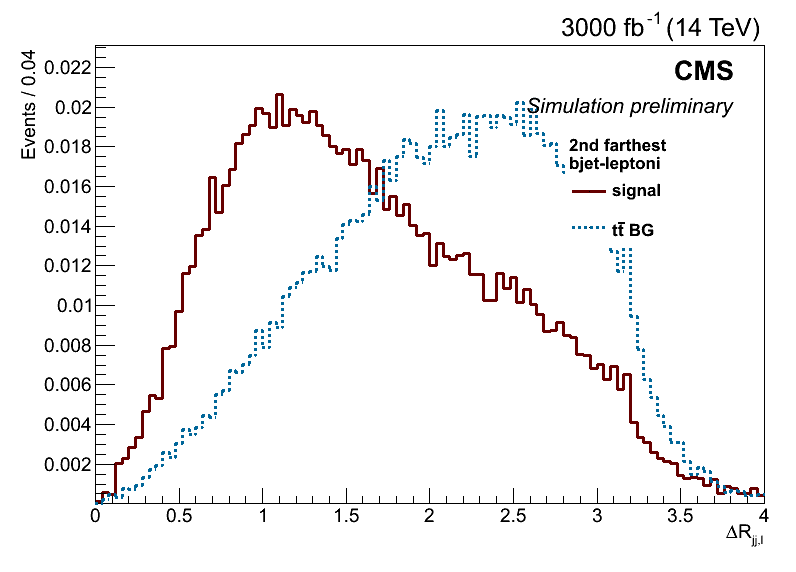 3000 fb⁻¹ (14 TeV)
Events / 0.04
0.022
0.02
0.018
0.016
0.014
0.012
0.01
0.008
0.006
0.004
0.002
CMS
Simulation preliminary
2nd farthest
bjet-leptoni
signal
tt̄ BG
0 0.5 1 1.5 2 2.5 3 3.5 4
ΔR jj,l